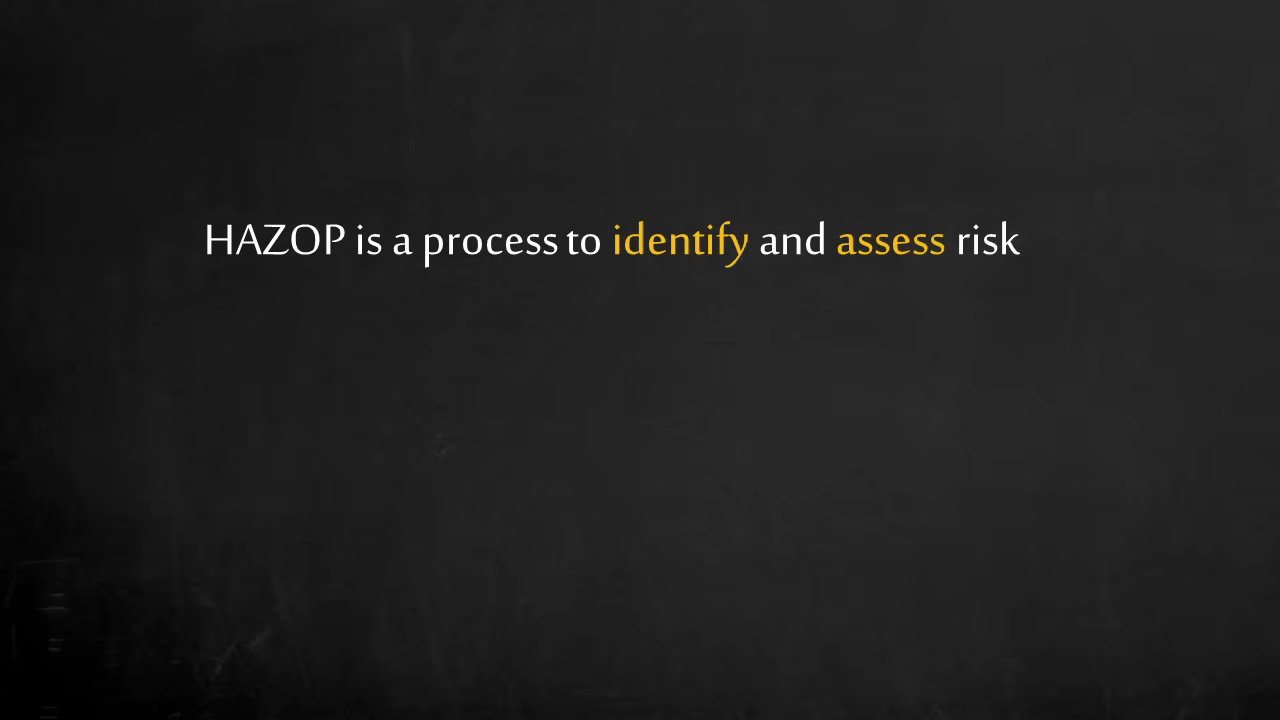 HAZOP is a process to identify and assess risk